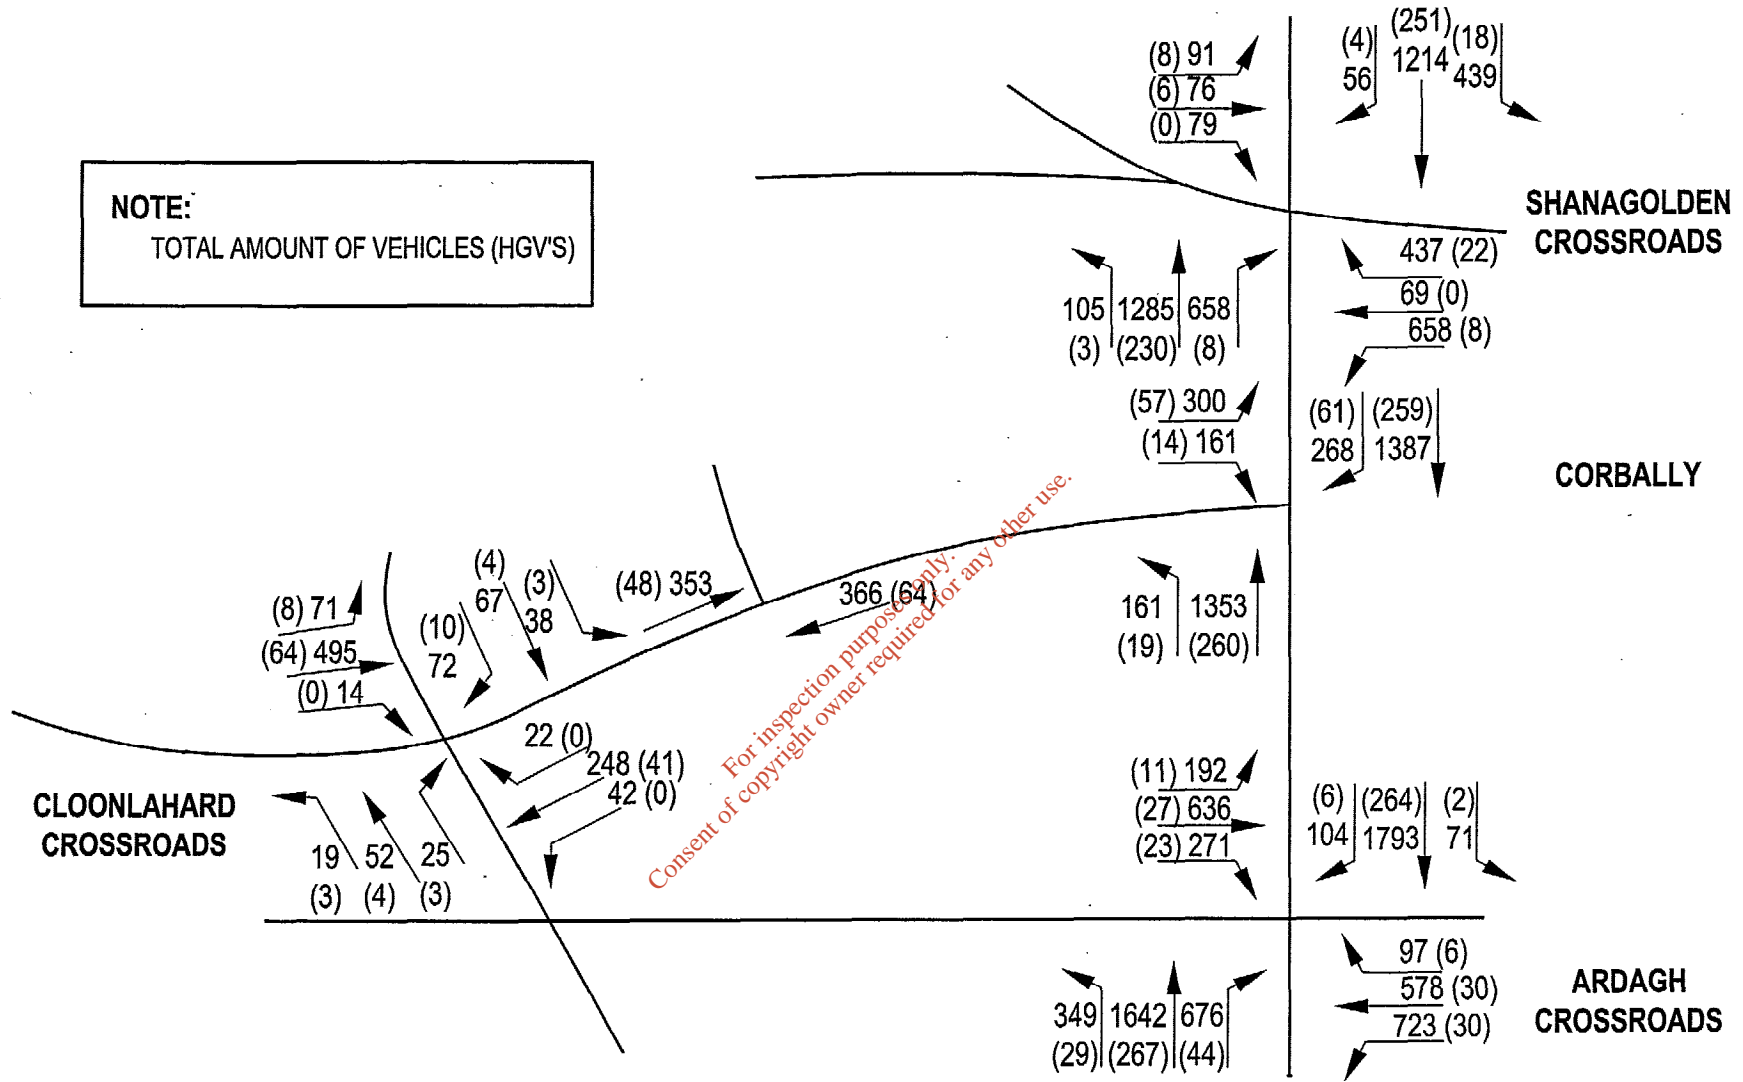 (8) 91
(6) 76
(0) 79
(4)
56
(251)
1214
(18)
439
NOTE:
TOTAL AMOUNT OF VEHICLES (HGV'S)
SHANAGOLDEN
CROSSROADS
437 (22)
69 (0)
658 (8)
105 1285 658
(3) (230) (8)
(57) 300
(14) 161
(61) (259)
268 1387
CORBALLY
161 1353
(19) (260)
(4)
67
(3)
38
(48) 353
366 (64)
(8) 71
(64) 495
(0) 14
(10)
72
22 (0)
248 (41)
42 (0)
CLOONLAHARD
CROSSROADS
19 52 25
(3) (4) (3)
For inspection purposes only.
Consent of copyright owner required for any other use.
(11) 192
(27) 636
(23) 271
(6) (264) (2)
104 1793 71
97 (6)
578 (30)
723 (30)
349 1642 676
(29) (267) (44)
ARDAGH
CROSSROADS